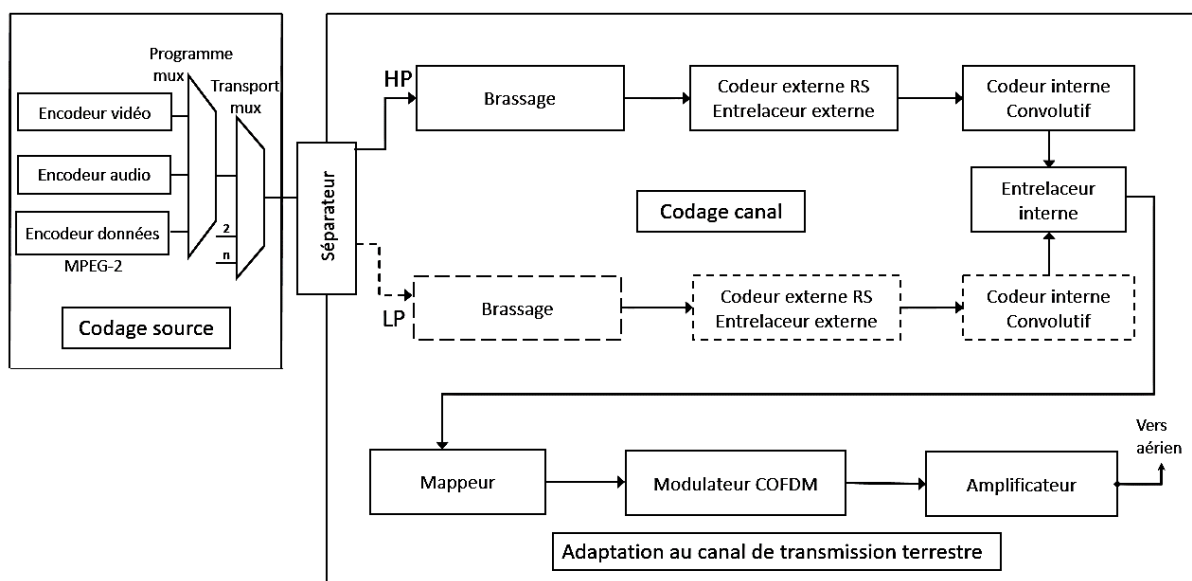 Programme
mux
Transport
mux
Encodeur vidéo
Encodeur audio
Encodeur données
MPEG-2
2
n
Codage source
Séparateur
HP
Brassage
Codeur externe RS
Entrelaceur externe
Codeur interne
Convolutif
Codage canal
Entrelaceur
interne
LP
Brassage
Codeur externe RS
Entrelaceur externe
Codeur interne
Convolutif
Mappeur
Modulateur COFDM
Amplificateur
Vers
aérien
Adaptation au canal de transmission terrestre